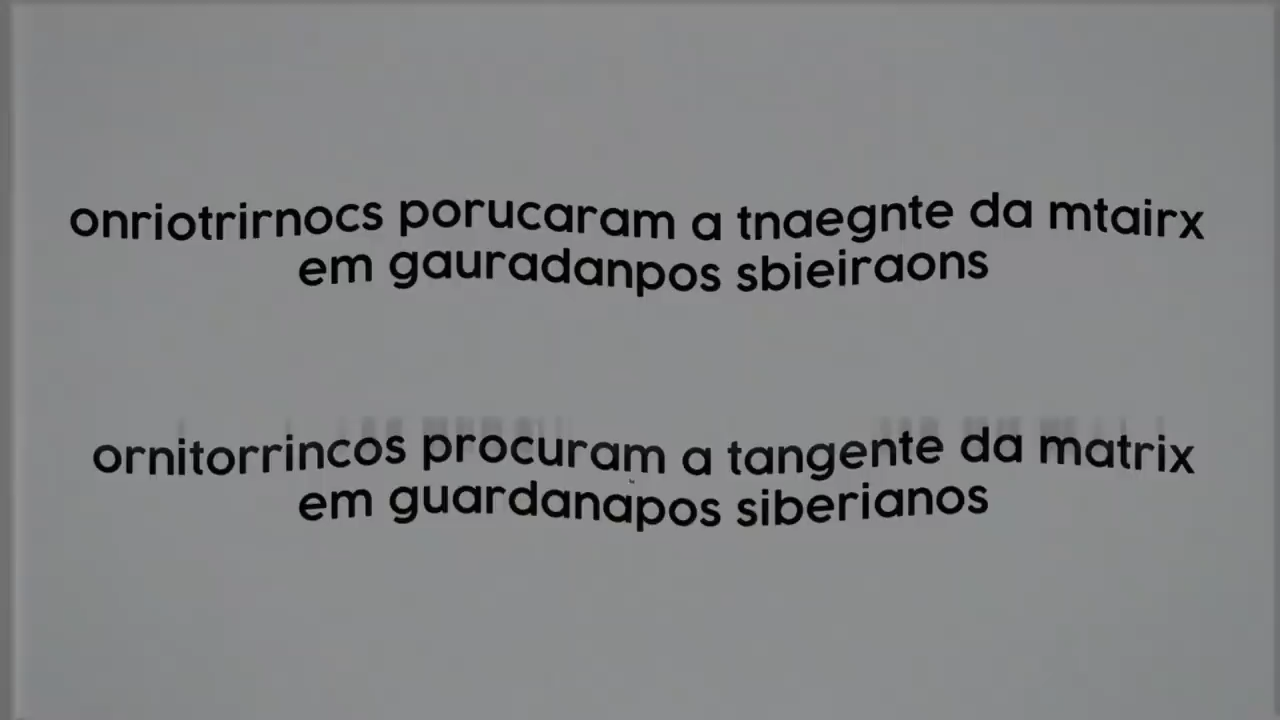 onriotrirnocs porucaram a tnaegnte da mtairx
em gauradanpos sbieiraons
ornitorrincos procuram a tangente da matrix
em guardanapos siberianos